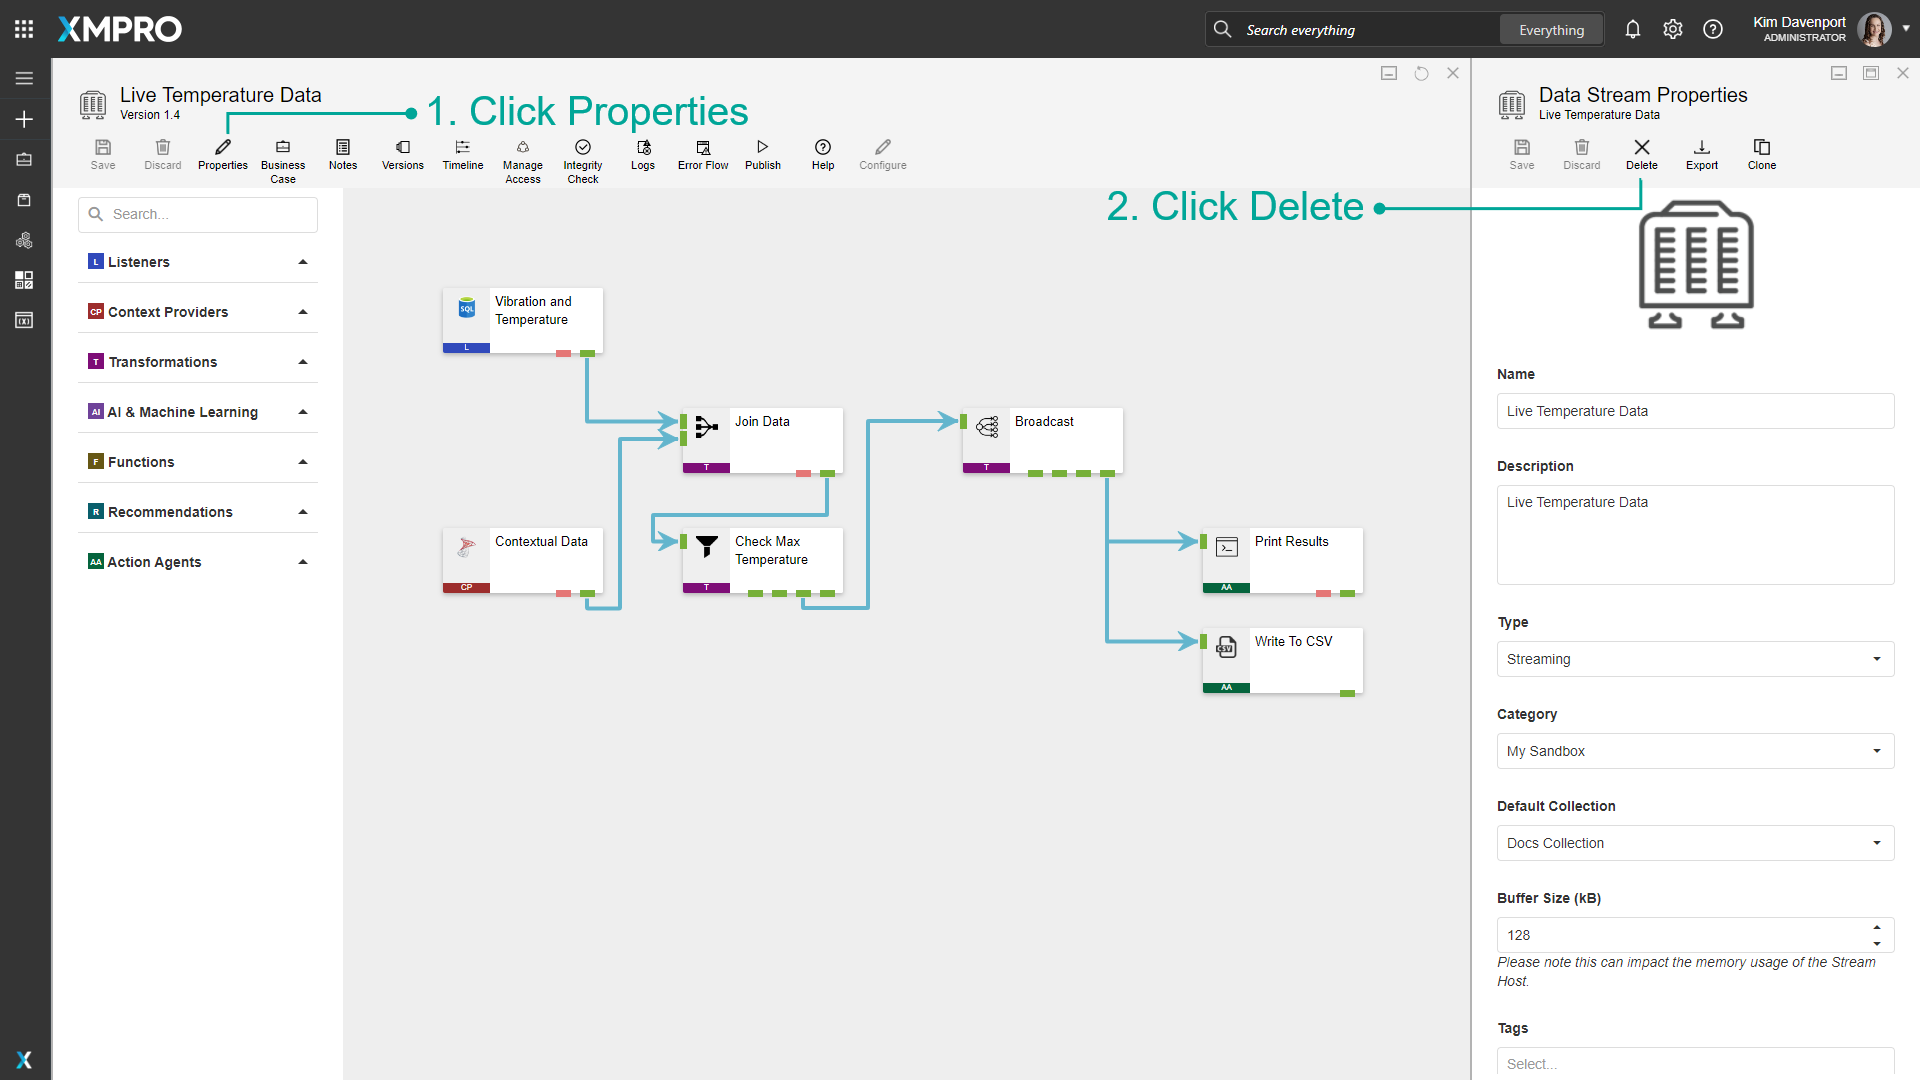 XMPRO
Search everything
Everything
Kim Davenport
ADMINISTRATOR
Live Temperature Data
Version 1.4
1. Click Properties
Save
Discard
Properties
Business
Case
Notes
Versions
Timeline
Manage
Access
Integrity
Check
Logs
Error Flow
Publish
Help
Configure
Data Stream Properties
Live Temperature Data
Save
Discard
Delete
Export
Clone
2. Click Delete
Search...
L Listeners
CP Context Providers
T Transformations
AI AI & Machine Learning
F Functions
R Recommendations
AA Action Agents
SQL
Vibration and
Temperature
L
Join Data
T
Broadcast
T
Contextual Data
CP
Check Max
Temperature
T
Print Results
AA
CSV
Write To CSV
AA
Name
Live Temperature Data
Description
Live Temperature Data
Type
Streaming
Category
My Sandbox
Default Collection
Docs Collection
Buffer Size (kB)
128
Please note this can impact the memory usage of the Stream
Host.
Tags
Select...